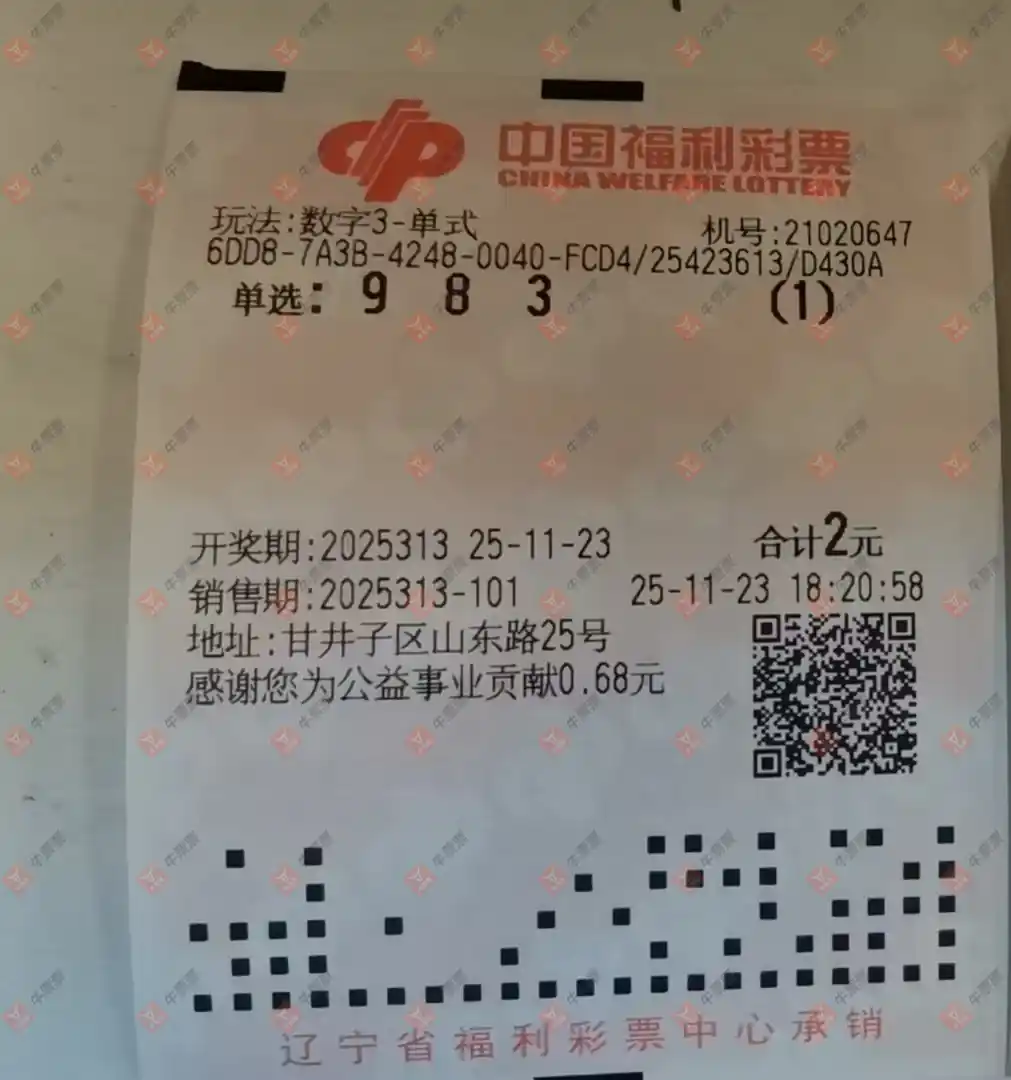 中国福利彩票
CHINA WELFARE LOTTERY
玩法:数字3-单式 机号:21020647
6DD8-7A3B-4248-0040-FCD4/25423613/D430A
单选: 9 8 3 (1)
开奖期:2025313 25-11-23 合计2元
销售期:2025313-101 25-11-23 18:20:58
地址:甘井子区山东路25号
感谢您为公益事业贡献0.68元
辽宁省福利彩票中心承销